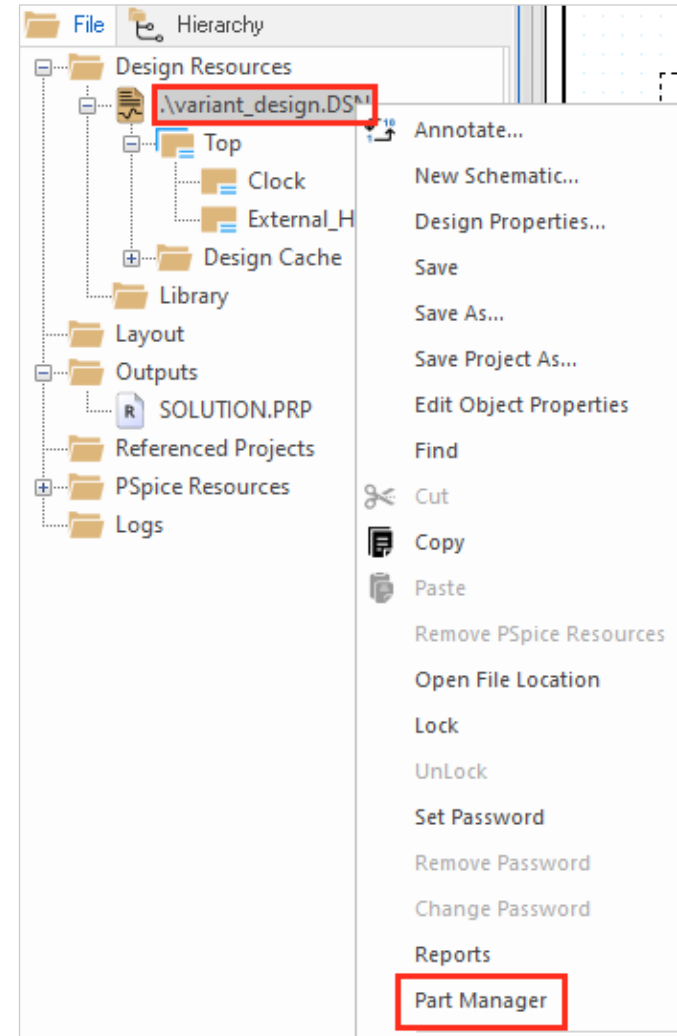 File Hierarchy
Design Resources
.\variant_design.DSN
Top
Clock
External_H
Design Cache
Library
Layout
Outputs
R SOLUTION.PRP
Referenced Projects
PSpice Resources
Logs
Annotate...
New Schematic...
Design Properties...
Save
Save As...
Save Project As...
Edit Object Properties
Find
Cut
Copy
Paste
Remove PSpice Resources
Open File Location
Lock
UnLock
Set Password
Remove Password
Change Password
Reports
Part Manager